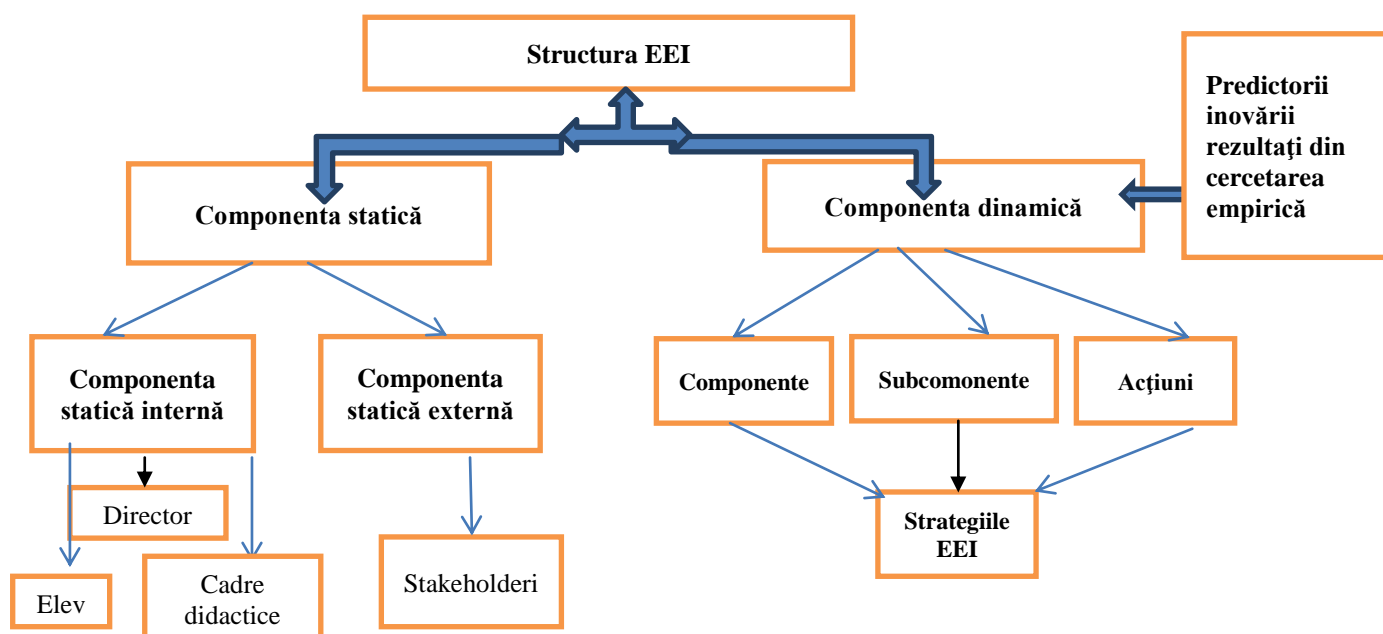 Structura EEI
Predictorii
inovării
rezultaţi din
cercetarea
empirică
Componenta statică
Componenta dinamică
Componenta
statică internă
Componenta
statică externă
Componente
Subcomonente
Acţiuni
Director
Elev
Cadre
didactice
Stakeholderi
Strategiile
EEI